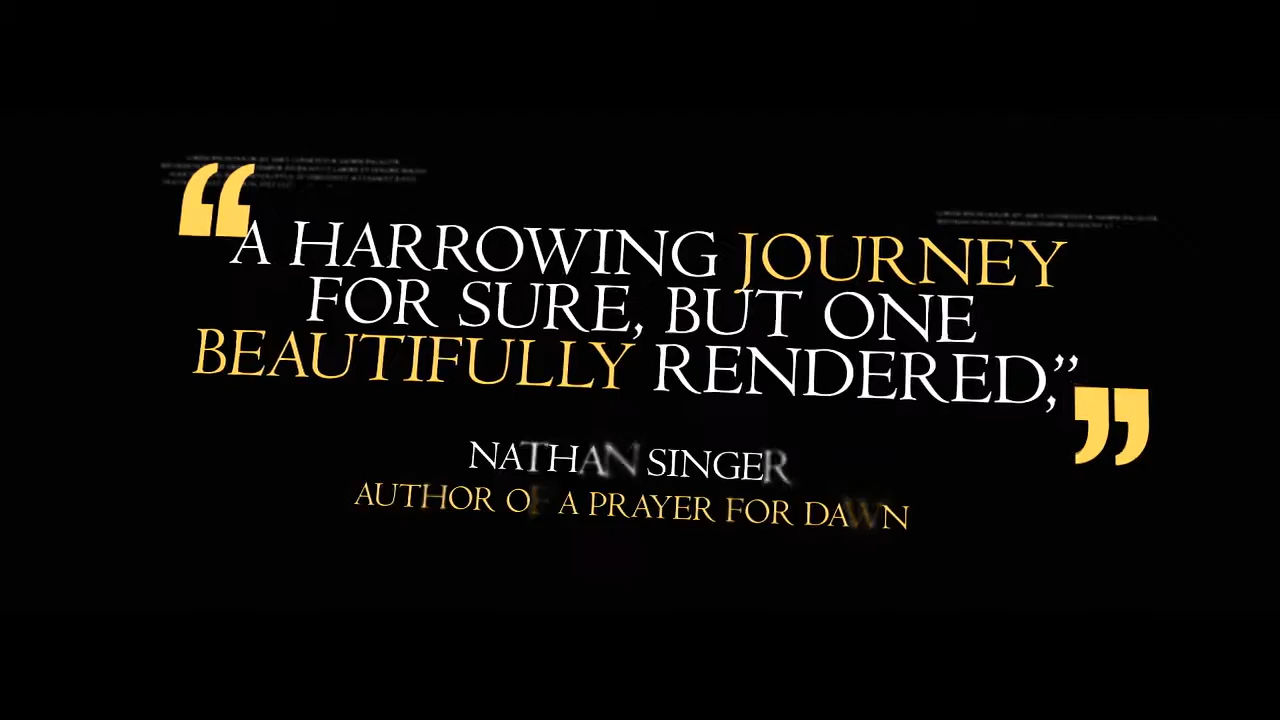 “A HARROWING JOURNEY
FOR SURE, BUT ONE
BEAUTIFULLY RENDERED,””
NATHAN SINGER
AUTHOR OF A PRAYER FOR DAWN